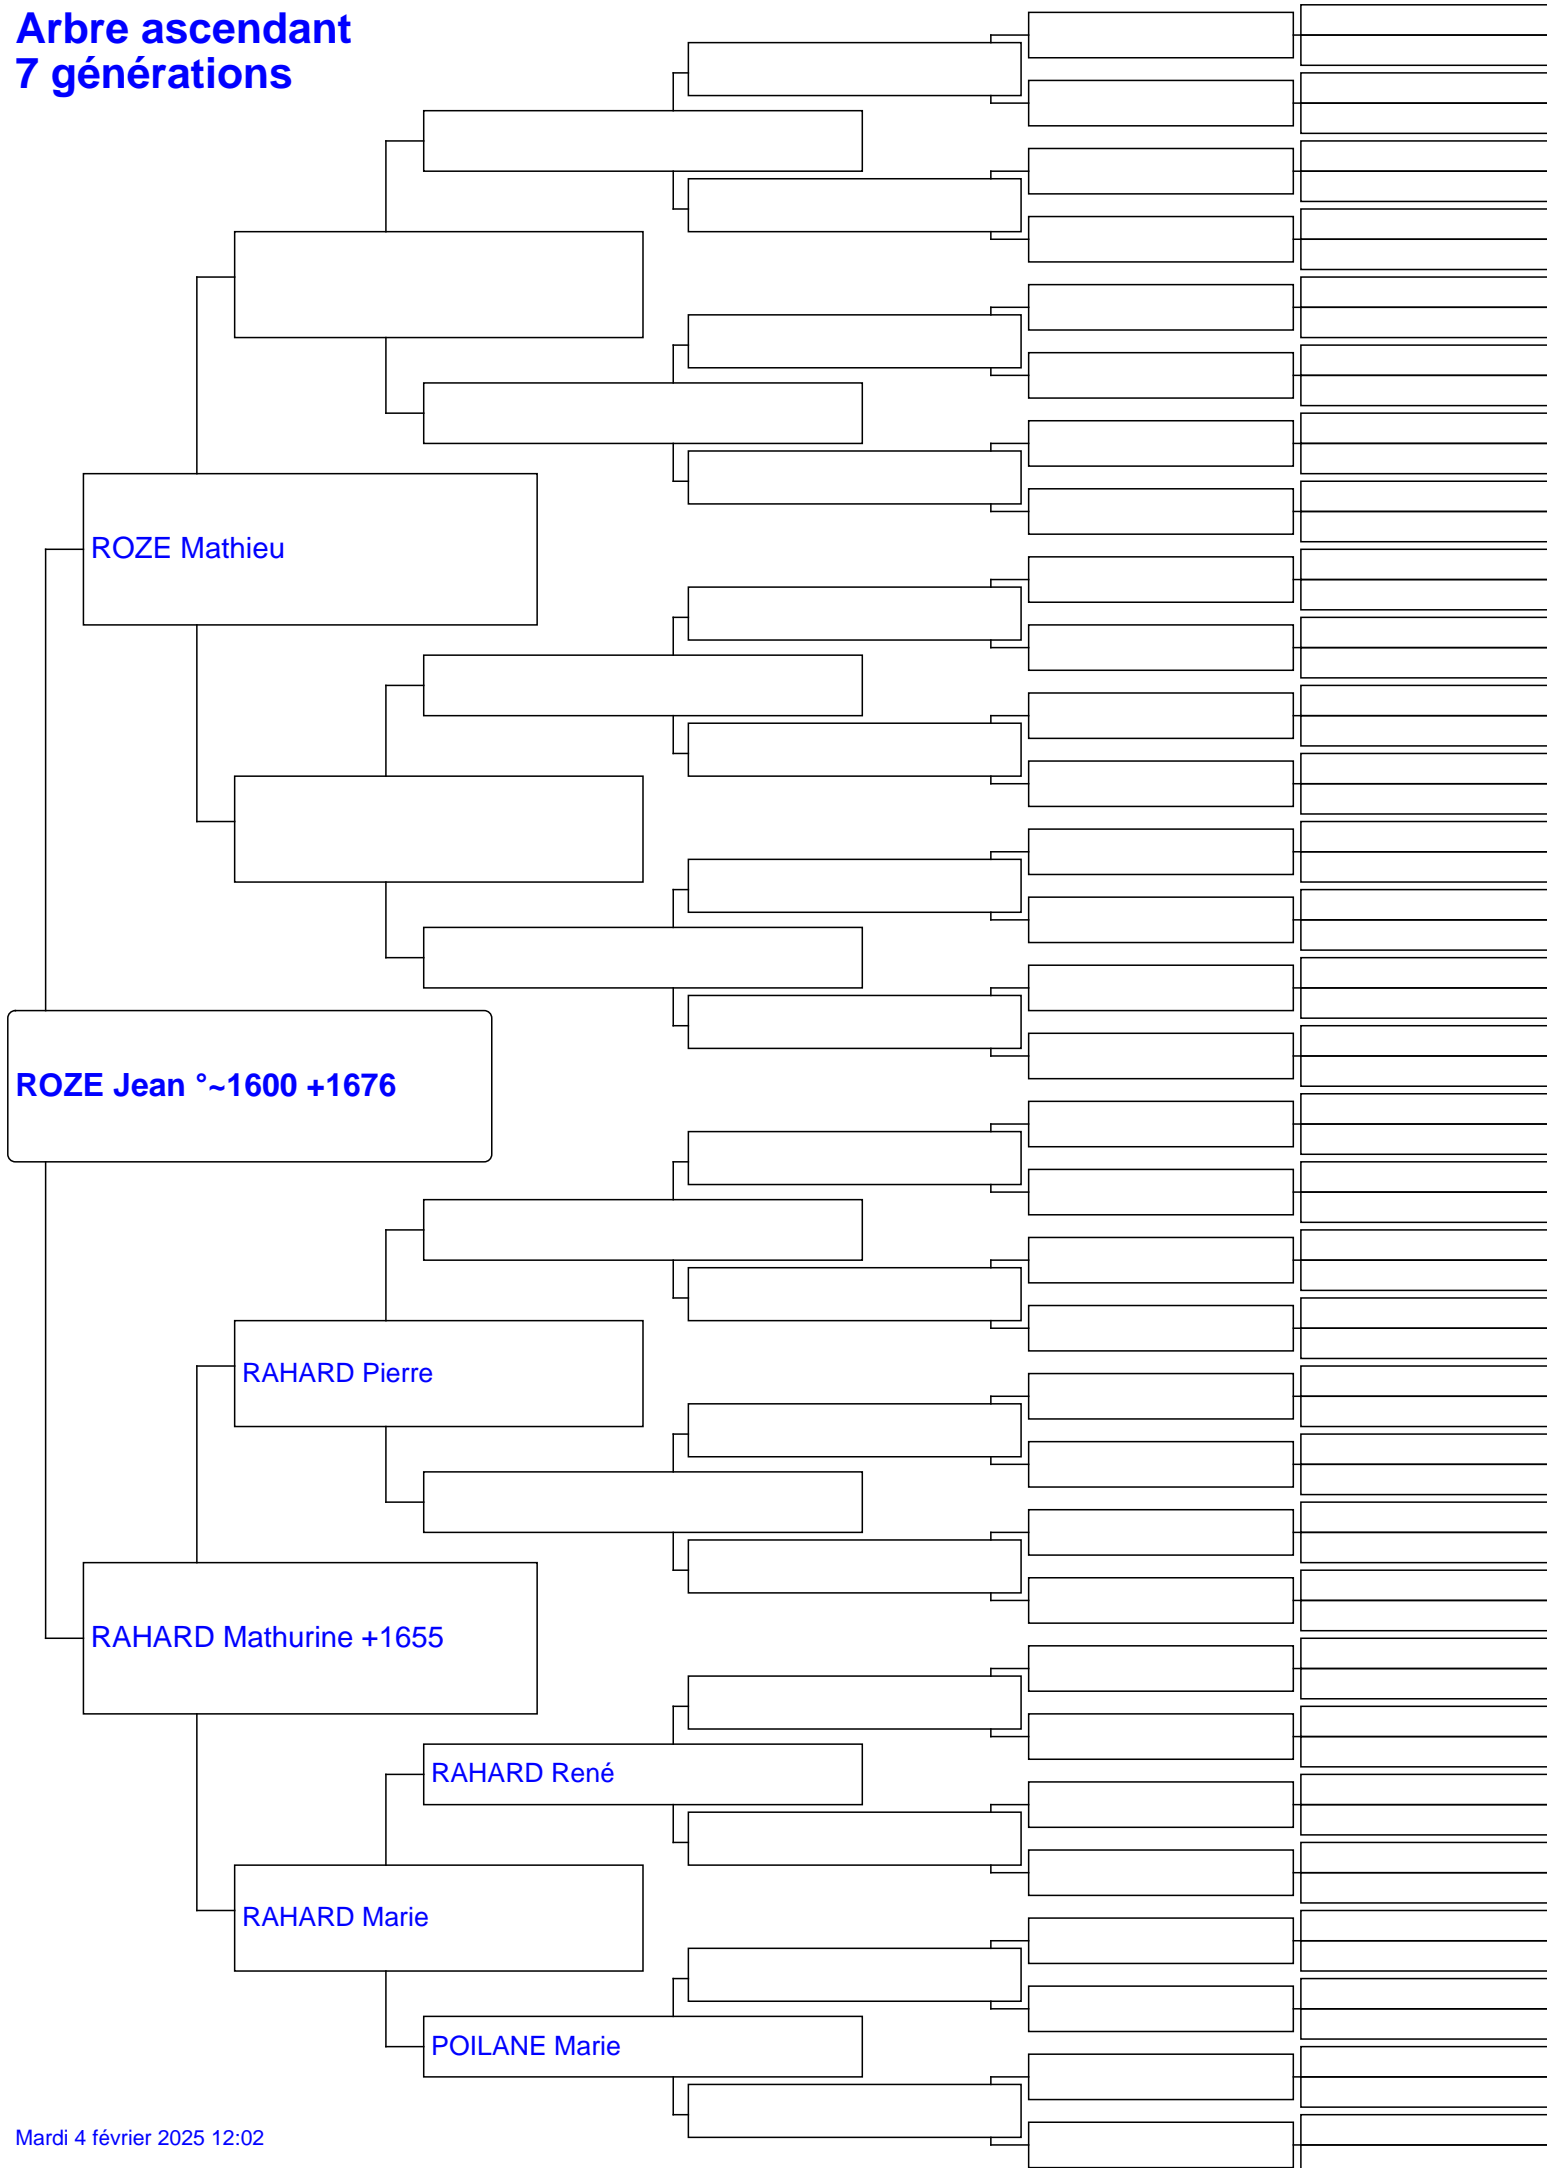 Arbre ascendant
7 générations
ROZE Mathieu
ROZE Jean °~1600 +1676
RAHARD Pierre
RAHARD Mathurine +1655
RAHARD René
RAHARD Marie
POILANE Marie
Mardi 4 février 2025 12:02